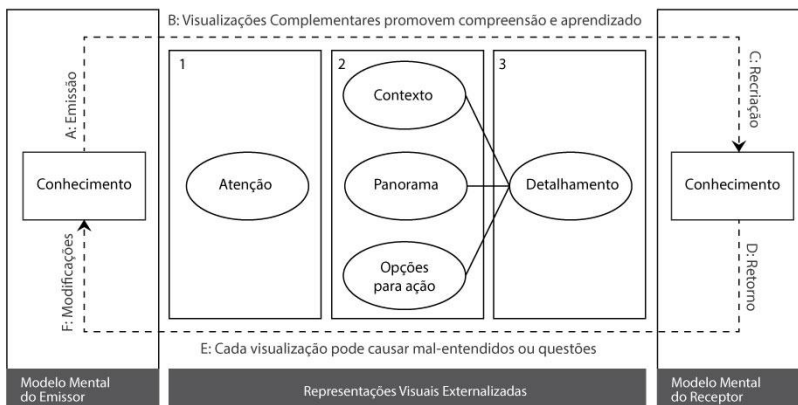 B: Visualizações Complementares promovem compreensão e aprendizado
A: Emissão
C: Recriação
1
2
3
Contexto
Conhecimento
Atenção
Panorama
Detalhamento
Conhecimento
Opções
para ação
F: Modificações
D: Retorno
E: Cada visualização pode causar mal-entendidos ou questões
Modelo Mental
do Emissor
Representações Visuais Externalizadas
Modelo Mental
do Receptor